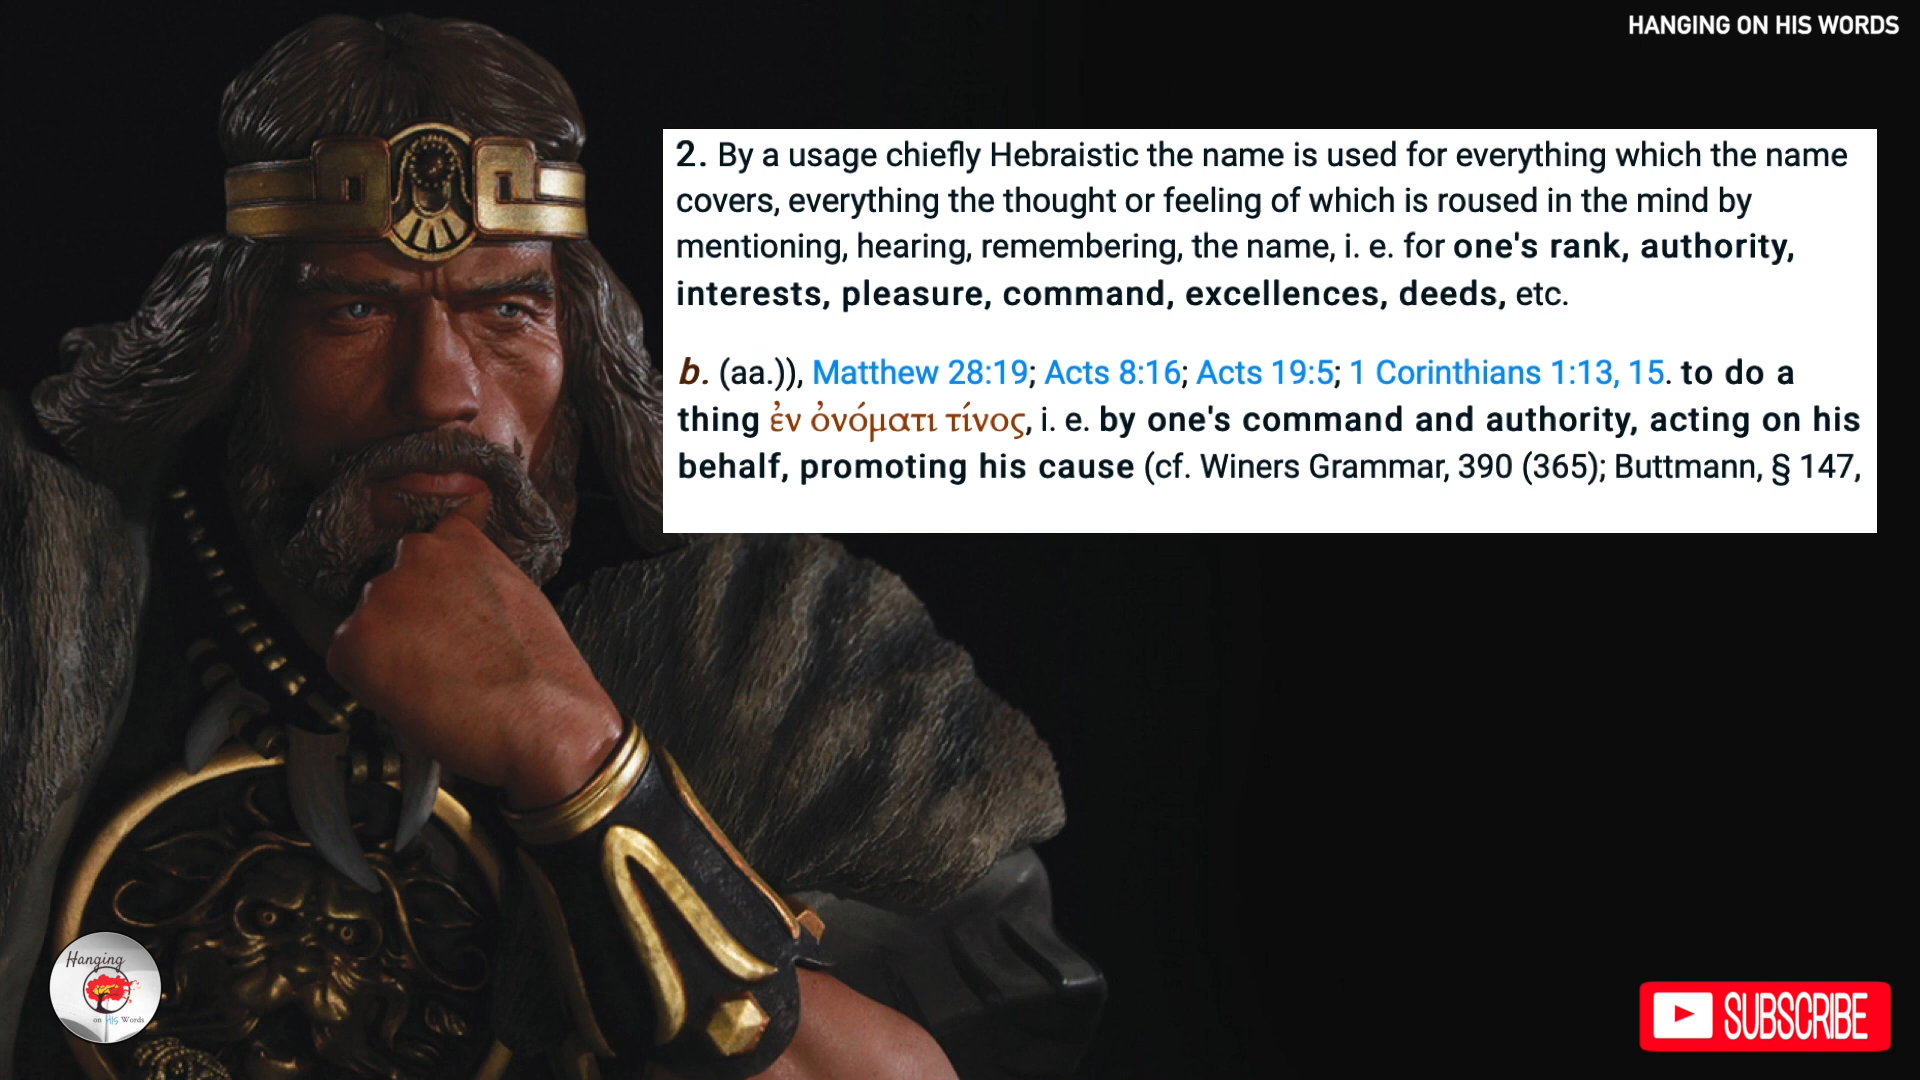 HANGING ON HIS WORDS
2. By a usage chiefly Hebraistic the name is used for everything which the name
covers, everything the thought or feeling of which is roused in the mind by
mentioning, hearing, remembering, the name, i. e. for one's rank, authority,
interests, pleasure, command, excellences, deeds, etc.
b. (aa.)), Matthew 28:19; Acts 8:16; Acts 19:5; 1 Corinthians 1:13, 15. to do a
thing ἐν ὀνόματι τίνος, i. e. by one's command and authority, acting on his
behalf, promoting his cause (cf. Winers Grammar, 390 (365); Buttmann, § 147,
Hanging
on His Words
SUBSCRIBE